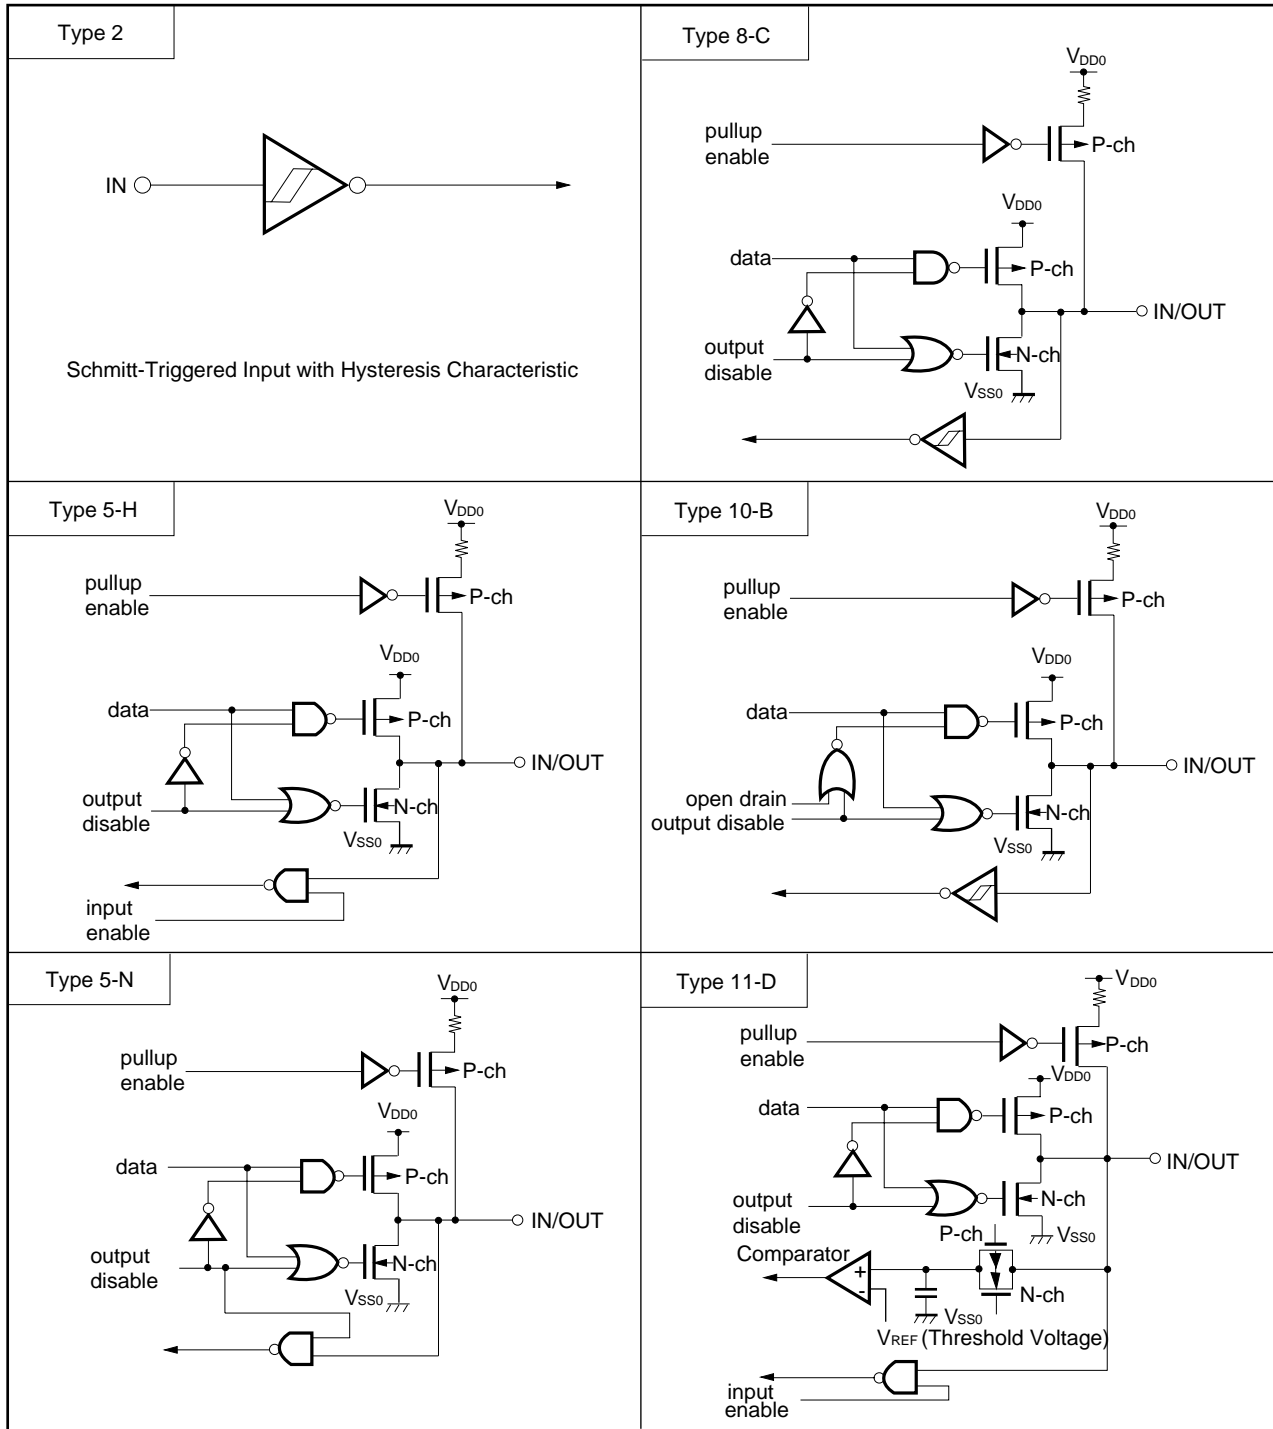 Type 2
IN
Schmitt-Triggered Input with Hysteresis Characteristic
Type 8-C
VDD0
pullup
enable
P-ch
VDD0
data
P-ch
IN/OUT
output
disable
N-ch
VSS0
Type 5-H
VDD0
pullup
enable
P-ch
VDD0
data
P-ch
IN/OUT
output
disable
N-ch
VSS0
input
enable
Type 10-B
VDD0
pullup
enable
P-ch
VDD0
data
P-ch
IN/OUT
open drain
output disable
N-ch
VSS0
Type 5-N
VDD0
pullup
enable
P-ch
VDD0
data
P-ch
IN/OUT
output
disable
N-ch
VSS0
Type 11-D
VDD0
pullup
enable
P-ch
VDD0
data
P-ch
IN/OUT
output
disable
N-ch
P-ch
VSS0
Comparator
+
-
N-ch
VSS0
VREF (Threshold Voltage)
input
enable